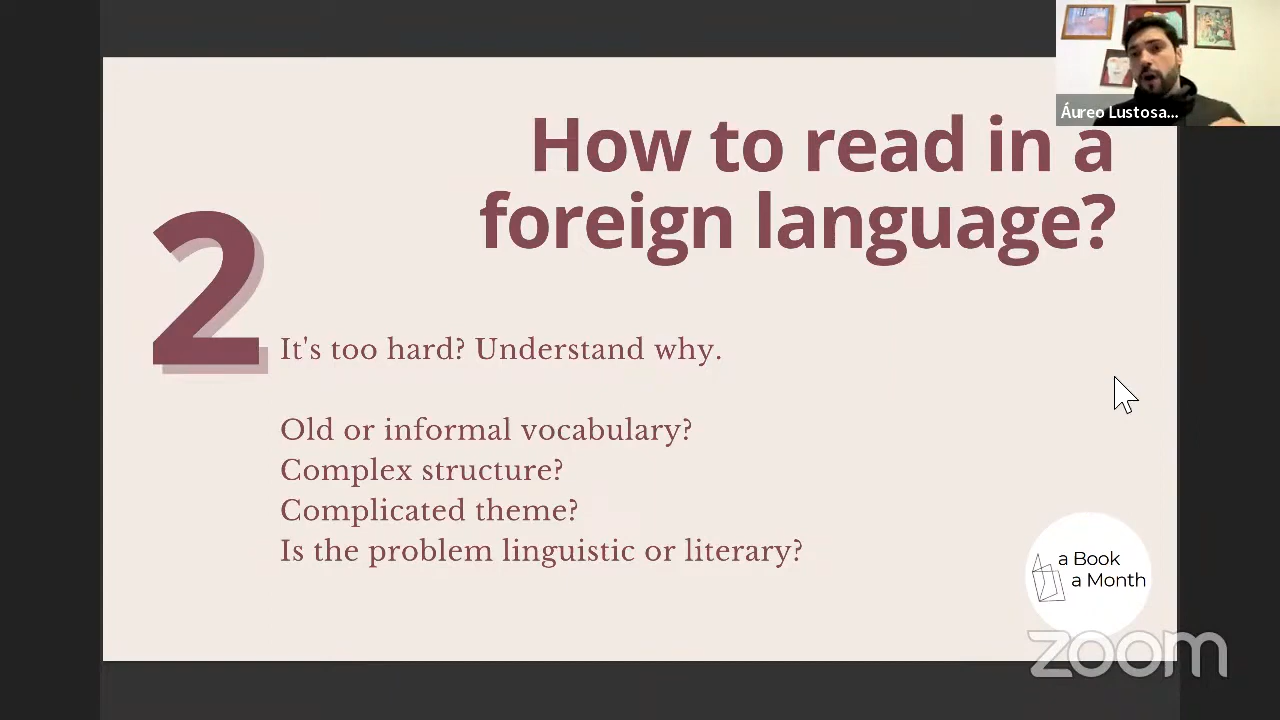 Áureo Lustosa...
How to read in a
foreign language?
2
It's too hard? Understand why.
Old or informal vocabulary?
Complex structure?
Complicated theme?
Is the problem linguistic or literary?
a Book
a Month
zoom